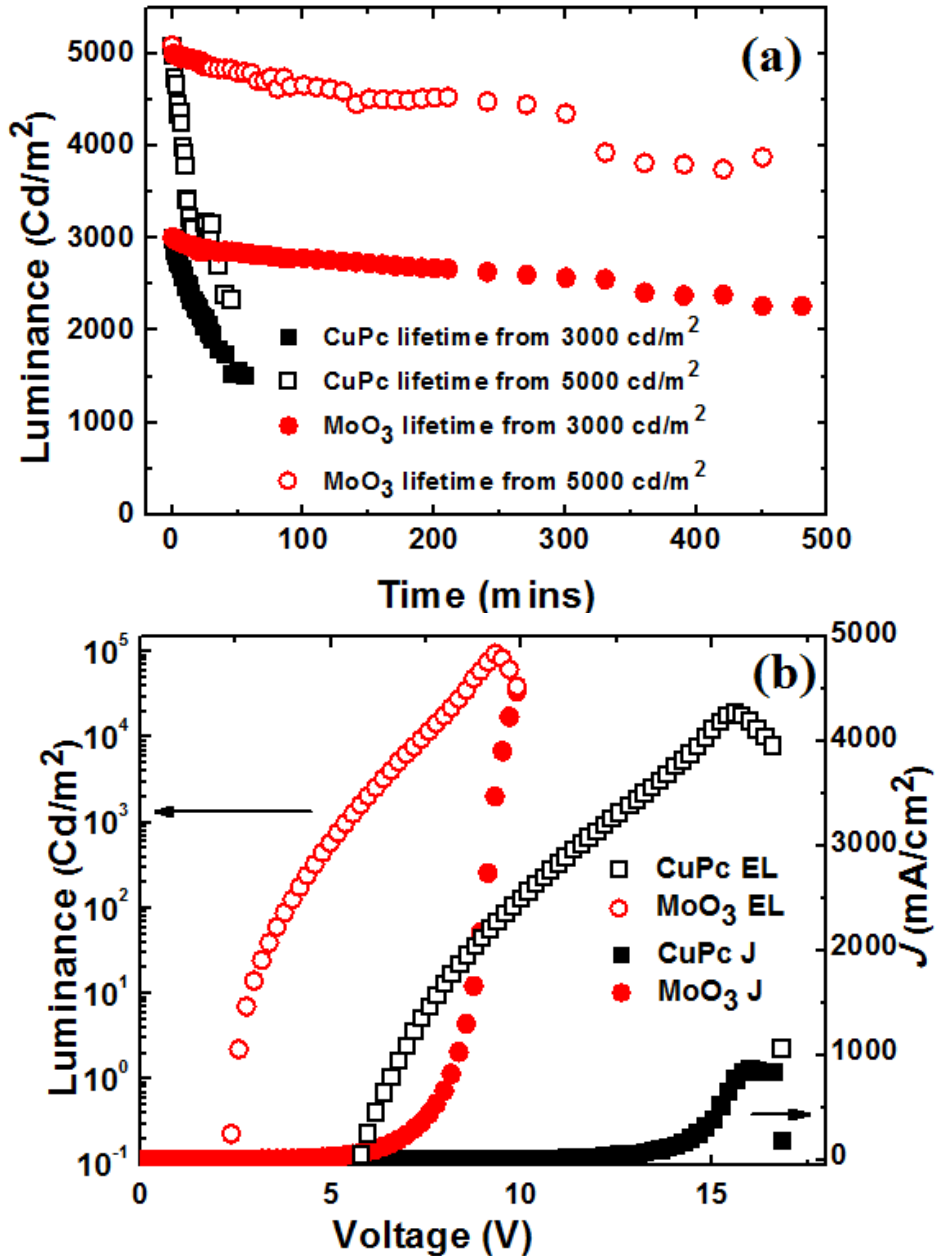 (a)
5000
4000
3000
2000
1000
0
Luminance (Cd/m²)
CuPc lifetime from 3000 cd/m²
CuPc lifetime from 5000 cd/m²
MoO₃ lifetime from 3000 cd/m²
MoO₃ lifetime from 5000 cd/m²
0 100 200 300 400 500
Time (mins)
(b)
10⁵
10⁴
10³
10²
10¹
10⁰
10⁻¹
Luminance (Cd/m²)
5000
4000
3000
2000
1000
0
J (mA/cm²)
CuPc EL
MoO₃ EL
CuPc J
MoO₃ J
0 5 10 15
Voltage (V)